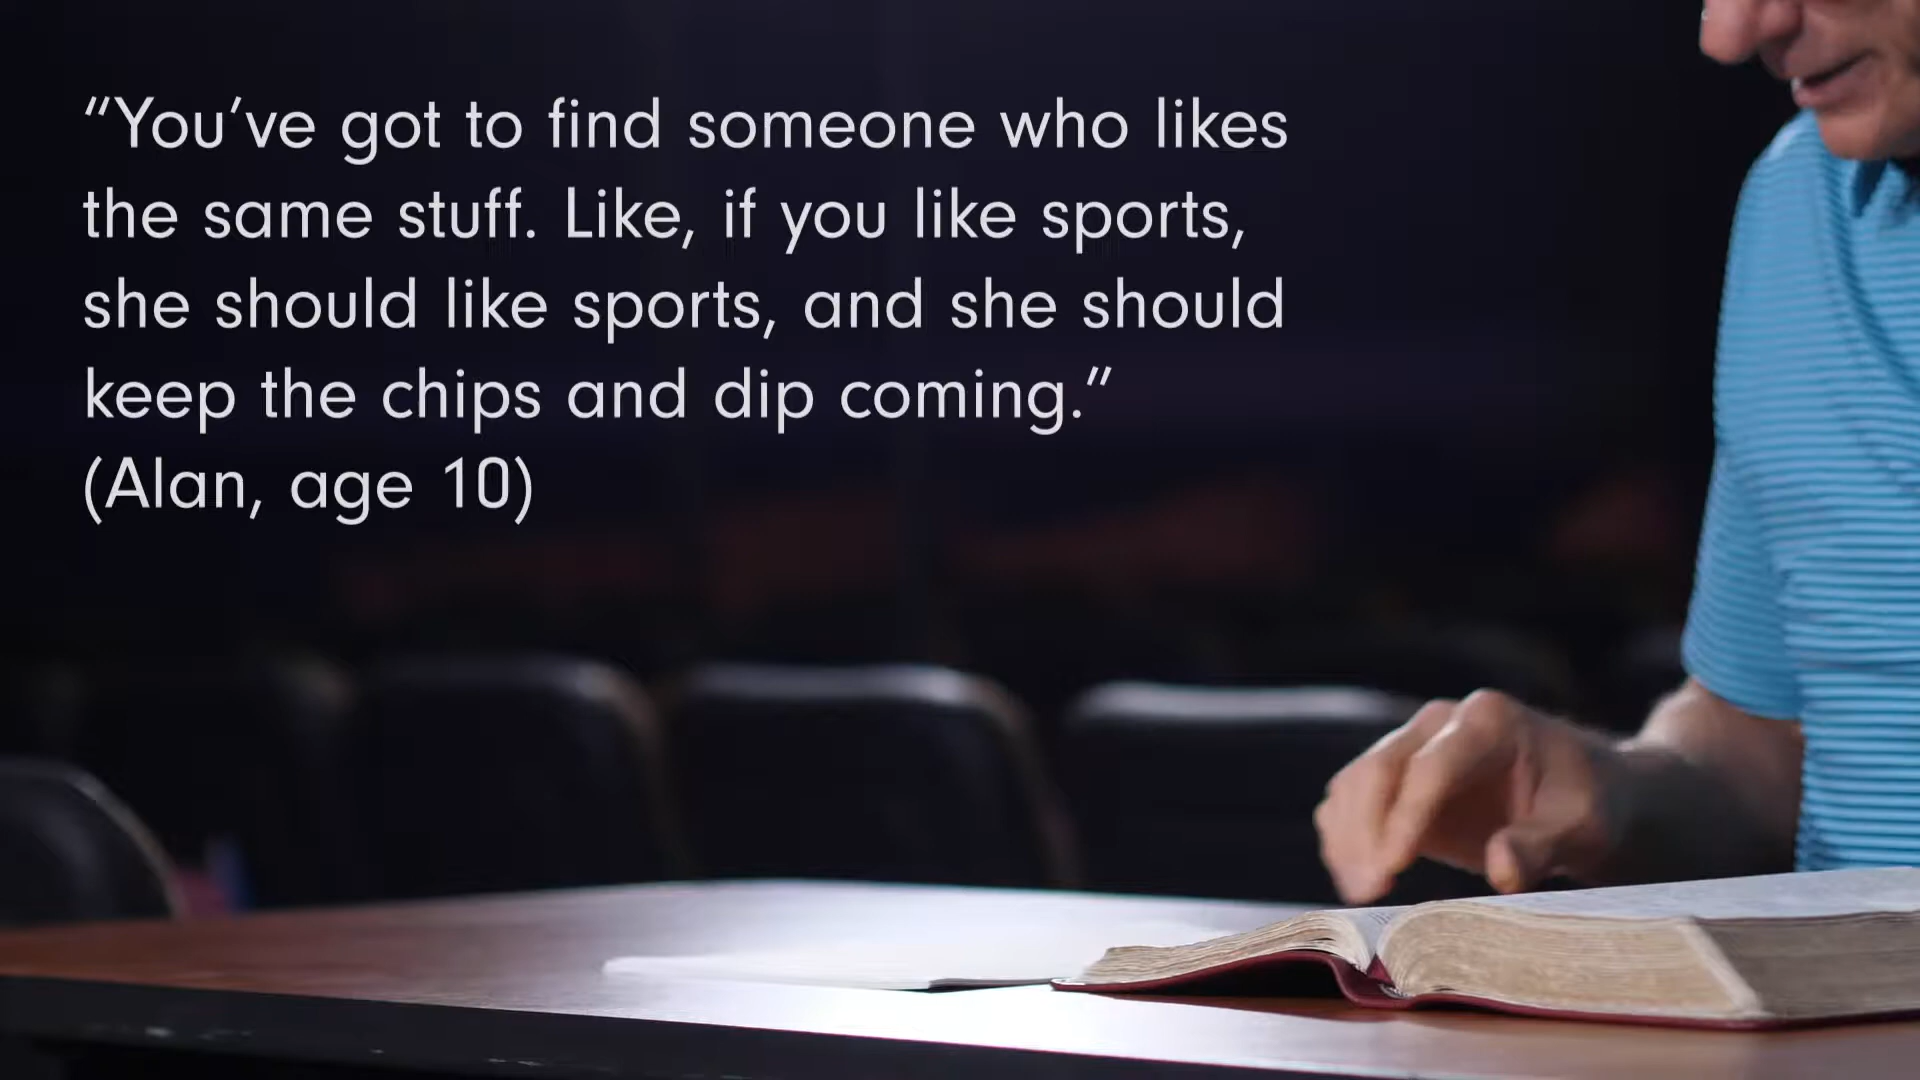 “You’ve got to find someone who likes
the same stuff. Like, if you like sports,
she should like sports, and she should
keep the chips and dip coming.”
(Alan, age 10)